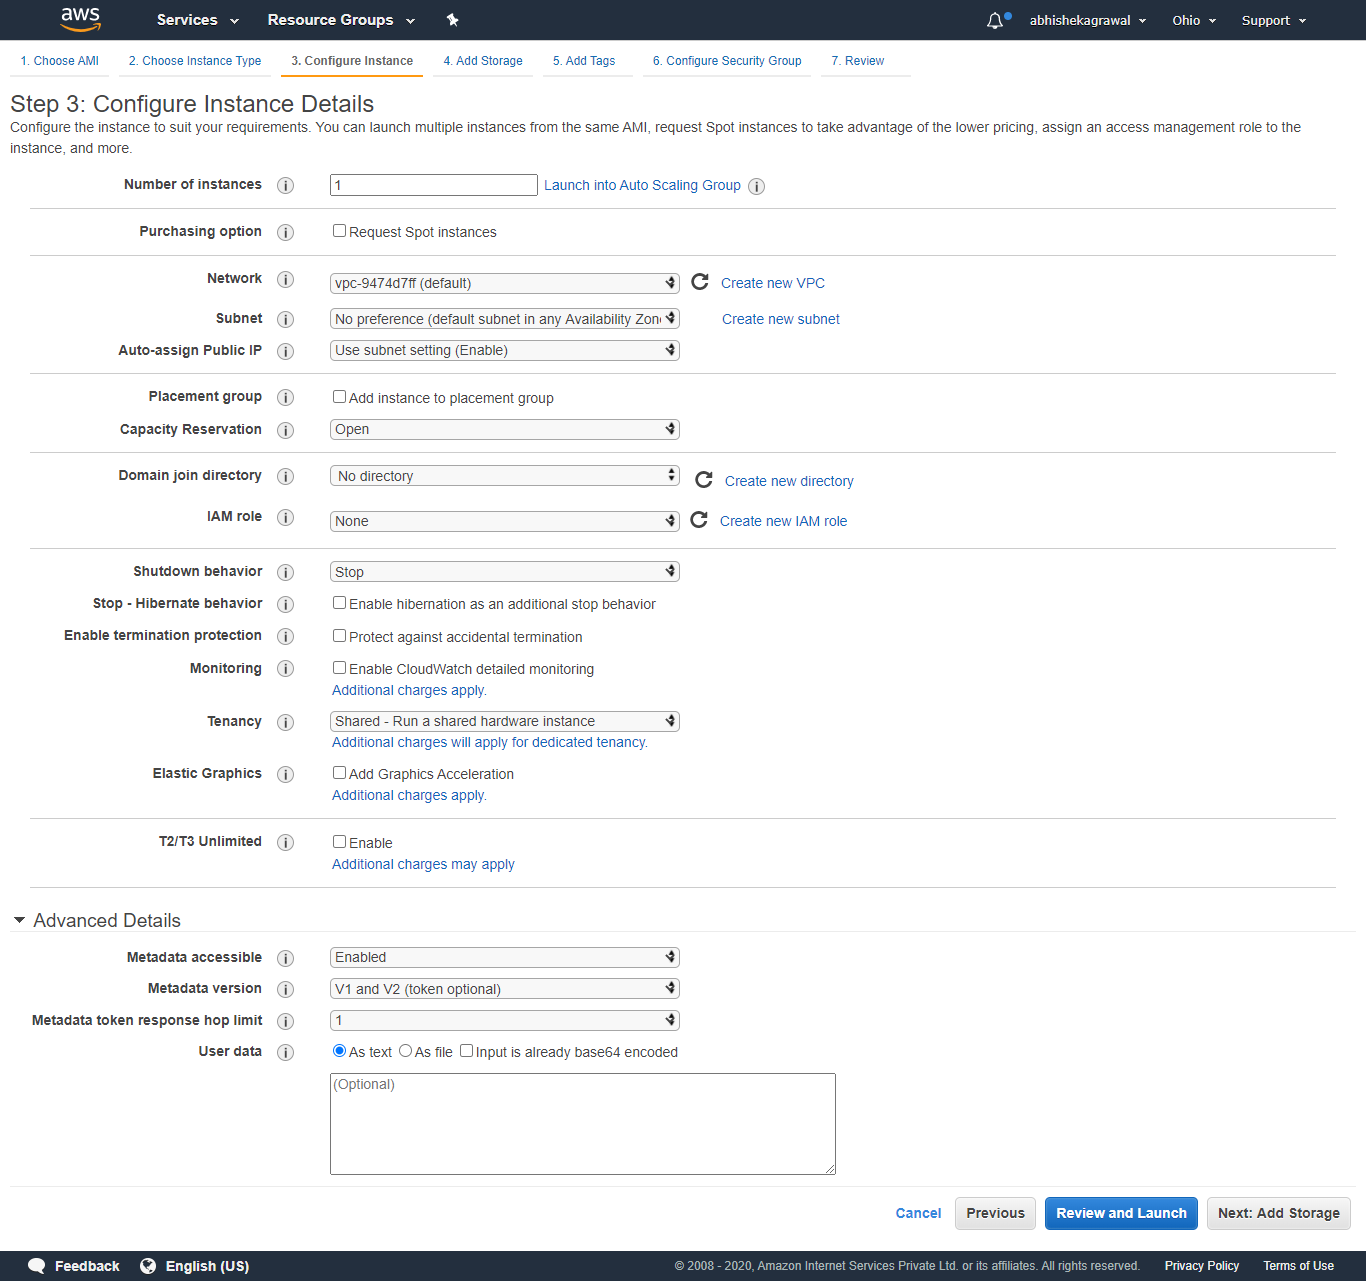 aws Services Resource Groups abhishekagrawal Ohio Support
1. Choose AMI 2. Choose Instance Type 3. Configure Instance 4. Add Storage 5. Add Tags 6. Configure Security Group 7. Review
Step 3: Configure Instance Details
Configure the instance to suit your requirements. You can launch multiple instances from the same AMI, request Spot instances to take advantage of the lower pricing, assign an access management role to the
instance, and more.
Number of instances i 1 Launch into Auto Scaling Group i
Purchasing option i Request Spot instances
Network i vpc-9474d7ff (default) Create new VPC
Subnet i No preference (default subnet in any Availability Zon Create new subnet
Auto-assign Public IP i Use subnet setting (Enable)
Placement group i Add instance to placement group
Capacity Reservation i Open
Domain join directory i No directory Create new directory
IAM role i None Create new IAM role
Shutdown behavior i Stop
Stop - Hibernate behavior i Enable hibernation as an additional stop behavior
Enable termination protection i Protect against accidental termination
Monitoring i Enable CloudWatch detailed monitoring
Additional charges apply.
Tenancy i Shared - Run a shared hardware instance
Additional charges will apply for dedicated tenancy.
Elastic Graphics i Add Graphics Acceleration
Additional charges apply.
T2/T3 Unlimited i Enable
Additional charges may apply
Advanced Details
Metadata accessible i Enabled
Metadata version i V1 and V2 (token optional)
Metadata token response hop limit i 1
User data i As text As file Input is already base64 encoded
(Optional)
Cancel Previous Review and Launch Next: Add Storage
Feedback English (US) © 2008 - 2020, Amazon Internet Services Private Ltd. or its affiliates. All rights reserved. Privacy Policy Terms of Use